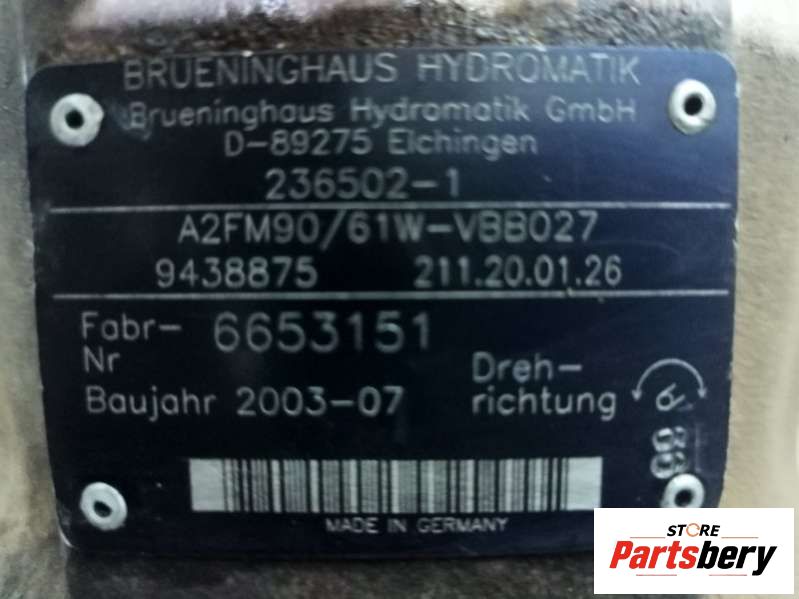 BRUENINGHAUS HYDROMATIK
Brueninghaus Hydromatik GmbH
D-89275 Elchingen
236502-1
A2FM90/61W-VBB027
9438875 211.20.01.26
Fabr-Nr 6653151
Baujahr 2003-07
Dreh-richtung
MADE IN GERMANY
STORE
Partsbery